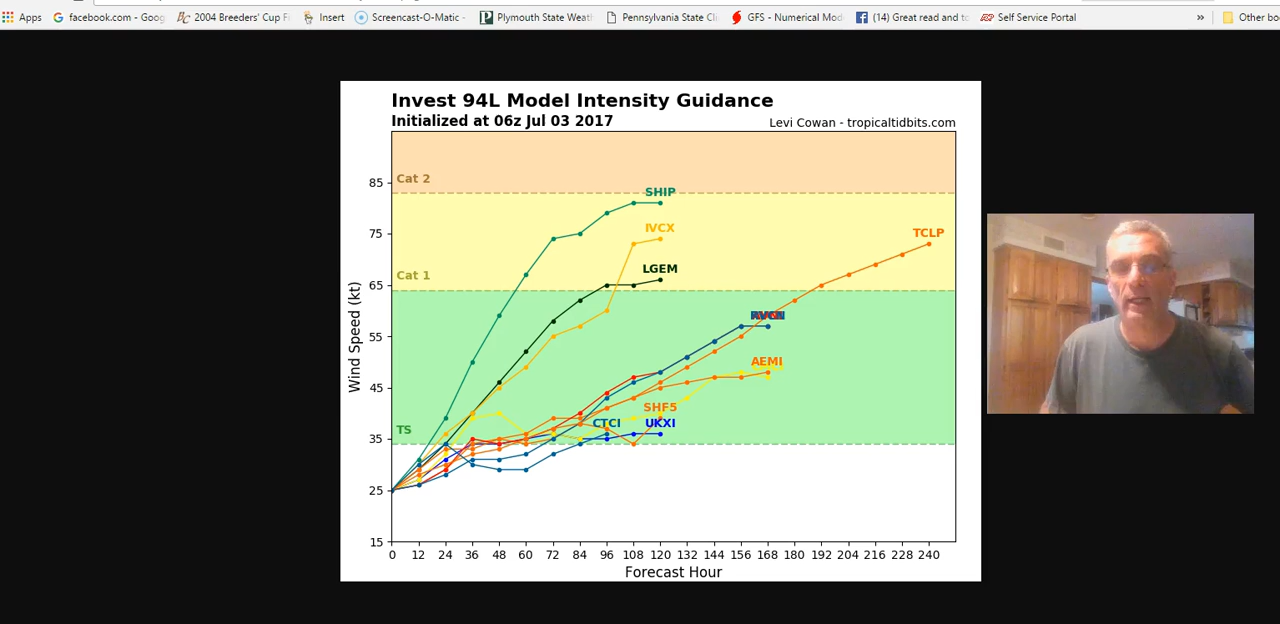 Apps facebook.com - Goog 2004 Breeders' Cup F Insert Screencast-O-Matic - Plymouth State Weat Pennsylvania State Cl GFS - Numerical Mod (14) Great read and to Self Service Portal » Other bo
Invest 94L Model Intensity Guidance
Initialized at 06z Jul 03 2017
Levi Cowan - tropicaltidbits.com
Cat 2
85
SHIP
75
IVCX
TCLP
Cat 1
LGEM
65
55
AEMI
45
SHF5
CTCI UKXI
TS
35
25
15
0 12 24 36 48 60 72 84 96 108 120 132 144 156 168 180 192 204 216 228 240
Wind Speed (kt)
Forecast Hour